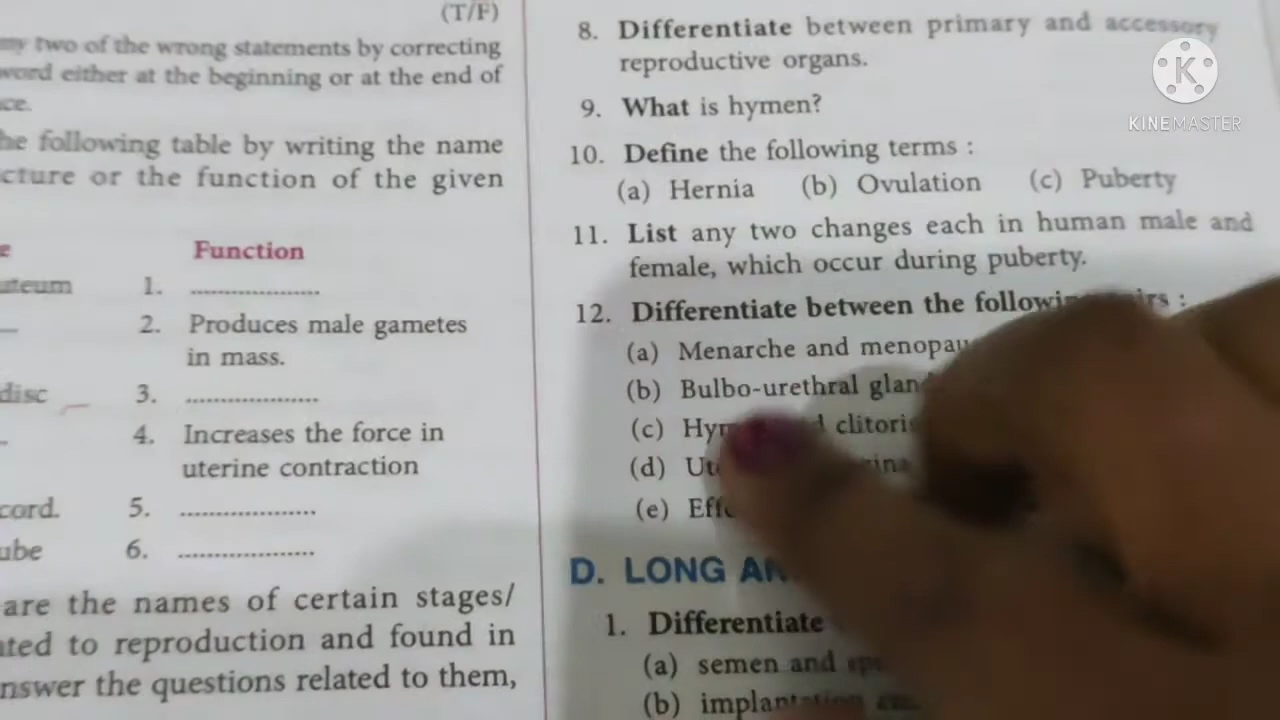 (T/F)
two of the wrong statements by correcting
word either at the beginning or at the end of
the following table by writing the name
or the function of the given
Function
1. ....................
2. Produces male gametes
in mass.
disc 3. ....................
4. Increases the force in
uterine contraction
cord. 5. ....................
6. ....................
are the names of certain stages/
to reproduction and found in
the questions related to them,
8. Differentiate between primary and accessory
reproductive organs.
9. What is hymen?
10. Define the following terms :
(a) Hernia (b) Ovulation (c) Puberty
11. List any two changes each in human male and
female, which occur during puberty.
12. Differentiate between the
(a) Menarche and
(b) Bulbo-urethral
(c) clitoris
(d)
(e)
D. LONG
1. Differentiate
(a) semen and
(b) implantation
K
KINEMASTER